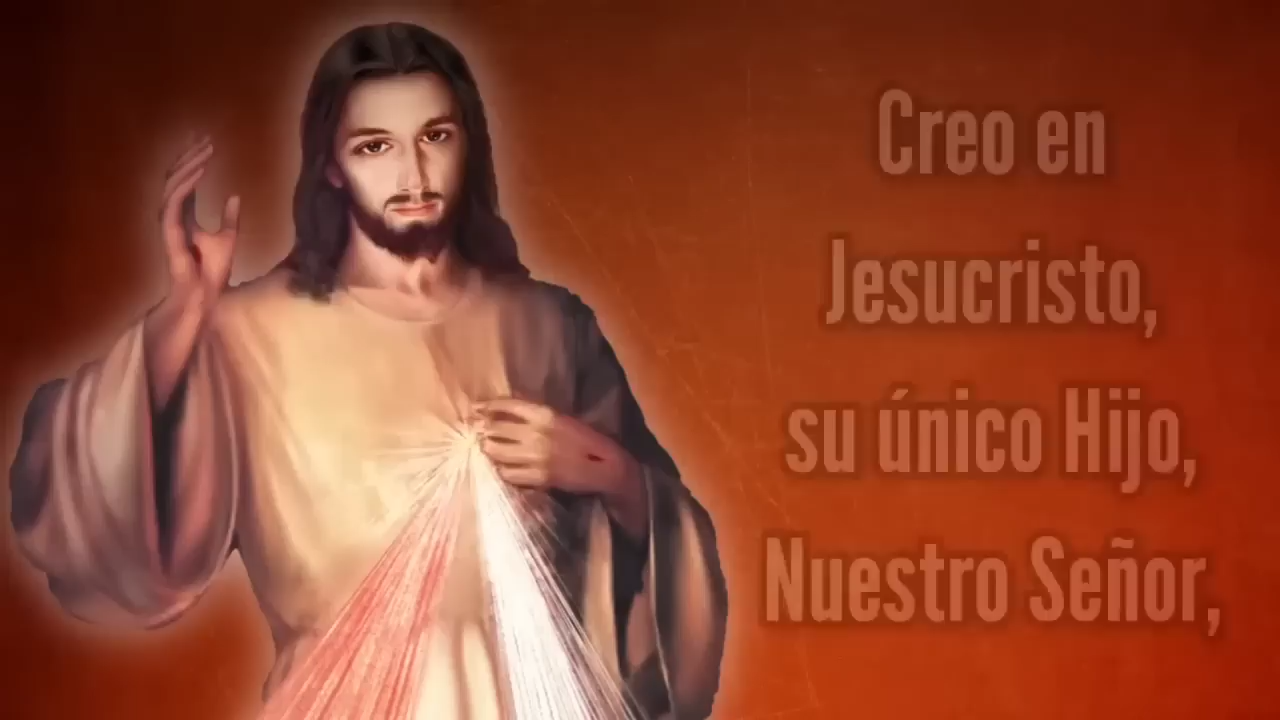 Creo en
Jesucristo,
su único Hijo,
Nuestro Señor,